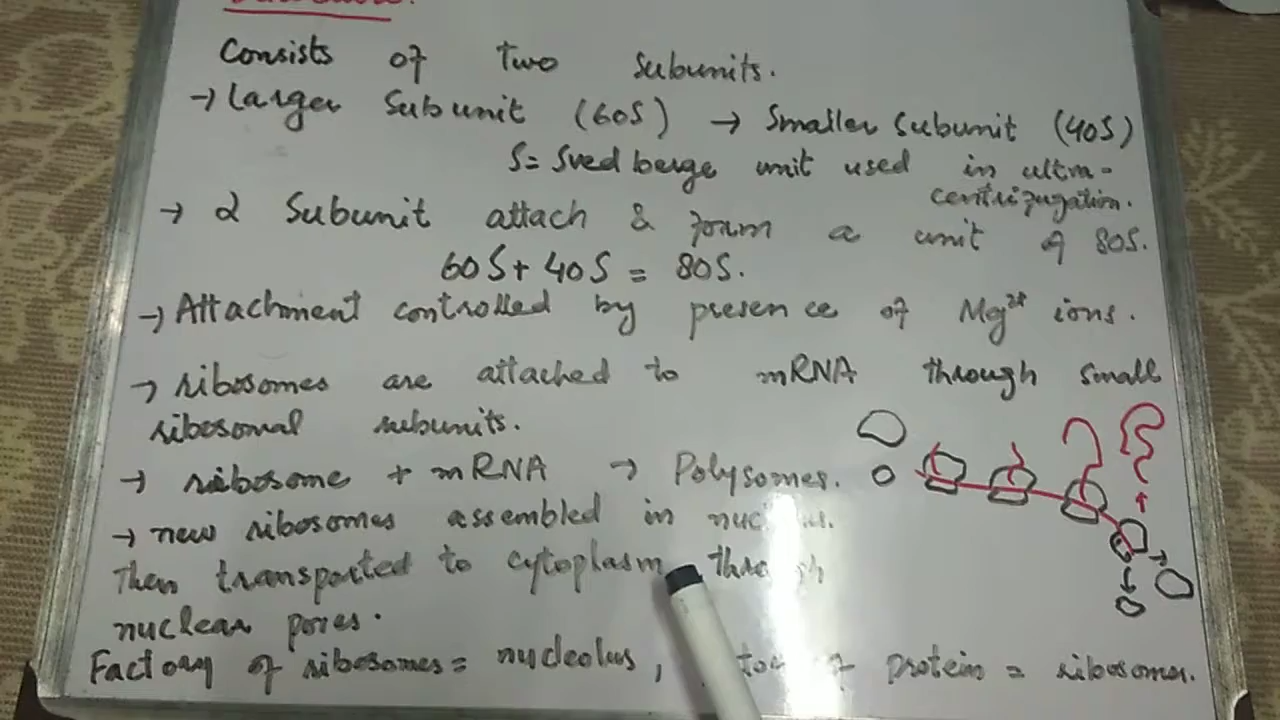 Consists of two subunits.
→ Larger Subunit (60S) → Smaller Subunit (40S)
S = Svedberge unit used in ultra-
centrifugation.
→ 2 Subunit attach & form a unit of 80S.
60S + 40S = 80S.
→ Attachment controlled by presence of Mg²⁺ ions.
→ ribosomes are attached to mRNA through small
ribosomal subunits.
→ ribosome + mRNA → Polysomes.
→ new ribosomes assembled in
Then transported to cytoplasm through
nuclear pores.
Factory of ribosomes = nucleolus, of protein = ribosomes.